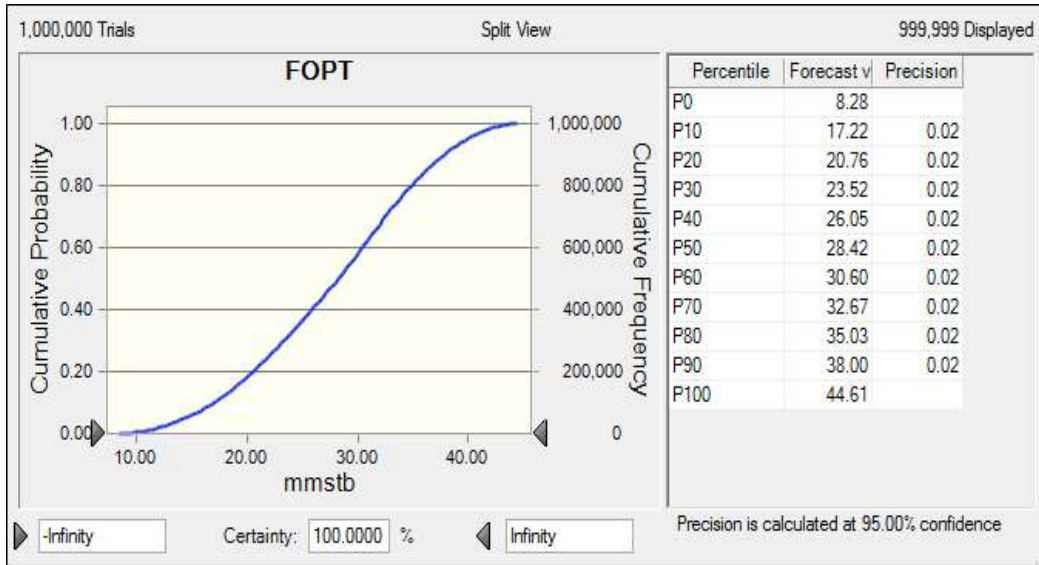 1,000,000 Trials Split View 999,999 Displayed
FOPT
Cumulative Probability
1.00
0.80
0.60
0.40
0.20
0.00
1,000,000
800,000
600,000
400,000
200,000
0
Cumulative Frequency
10.00 20.00 30.00 40.00
mmstb
Percentile Forecast v Precision
P0 8.28
P10 17.22 0.02
P20 20.76 0.02
P30 23.52 0.02
P40 26.05 0.02
P50 28.42 0.02
P60 30.60 0.02
P70 32.67 0.02
P80 35.03 0.02
P90 38.00 0.02
P100 44.61
-Infinity Certainty: 100.0000 % Infinity
Precision is calculated at 95.00% confidence